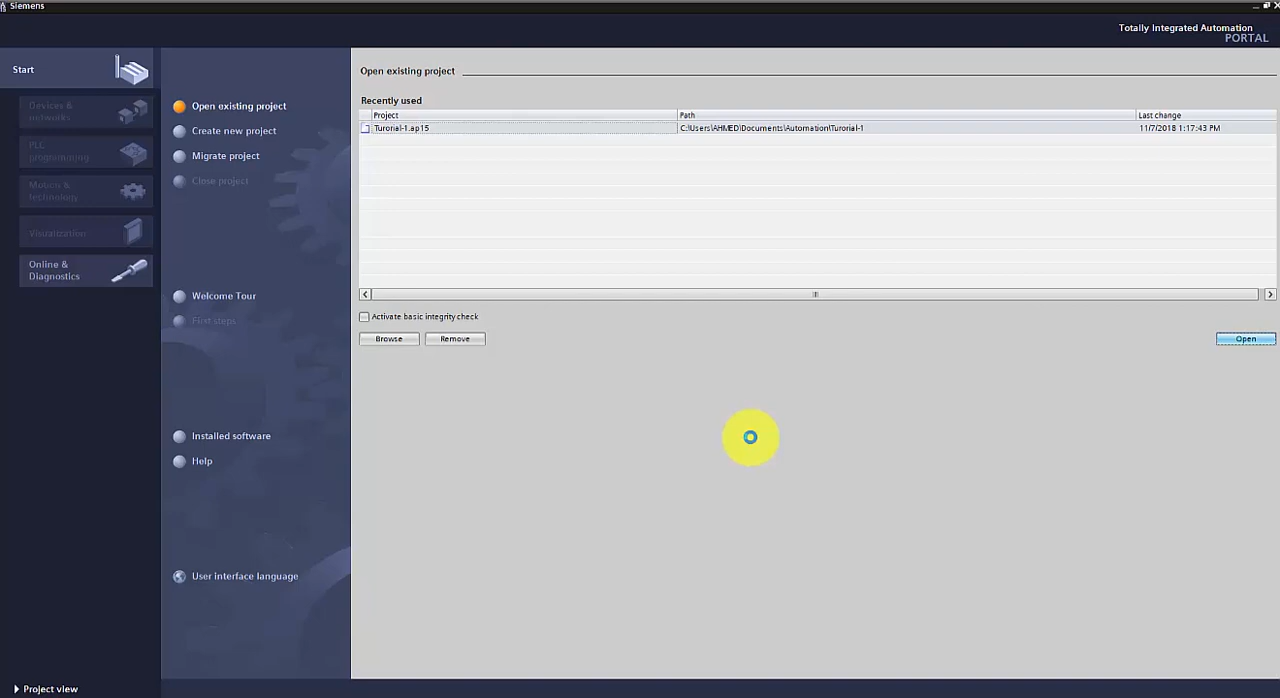 Siemens
Totally Integrated Automation
PORTAL
Start
Devices &
networks
PLC
programming
Motion &
technology
Visualization
Online &
Diagnostics
Open existing project
Create new project
Migrate project
Close project
Welcome Tour
First steps
Installed software
Help
User interface language
Open existing project
Recently used
Project Path Last change
Turorial-1.ap15 C:\Users\AHMED\Documents\Automation\Turorial-1 11/7/2018 1:17:43 PM
Activate basic integrity check
Browse Remove Open
Project view